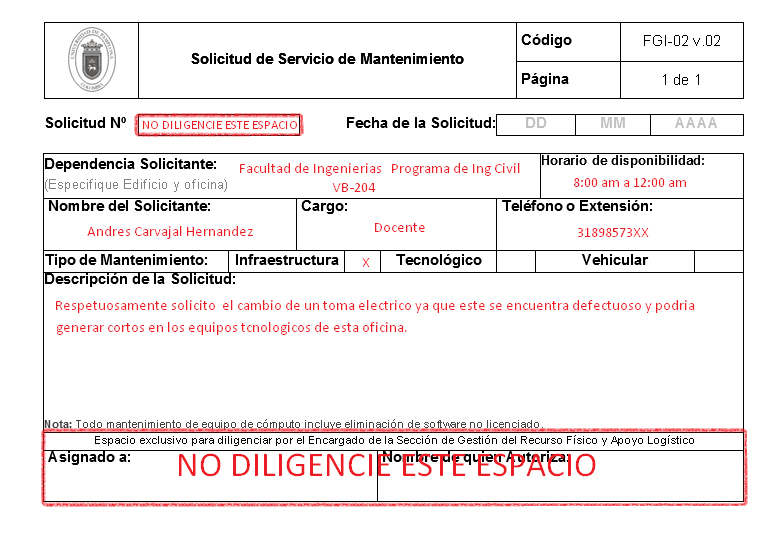 UNIVERSIDAD DE PAMPLONA
COLOMBIA
Solicitud de Servicio de Mantenimiento
Código
FGI-02 v.02
Página
1 de 1
Solicitud Nº
NO DILIGENCIE ESTE ESPACIO
Fecha de la Solicitud:
DD
MM
AAAA
Dependencia Solicitante:
(Especifique Edificio y oficina)
Facultad de Ingenierias Programa de Ing Civil
VB-204
Horario de disponibilidad:
8:00 am a 12:00 am
Nombre del Solicitante:
Andres Carvajal Hernandez
Cargo:
Docente
Teléfono o Extensión:
31898573XX
Tipo de Mantenimiento:
Infraestructura
X
Tecnológico
Vehicular
Descripción de la Solicitud:
Respetuosamente solicito el cambio de un toma electrico ya que este se encuentra defectuoso y podria
generar cortos en los equipos tcnologicos de esta oficina.
Nota: Todo mantenimiento de equipo de cómputo incluye eliminación de software no licenciado.
Espacio exclusivo para diligenciar por el Encargado de la Sección de Gestión del Recurso Físico y Apoyo Logístico
Asignado a:
Nombre de quien Autoriza:
NO DILIGENCIE ESTE ESPACIO